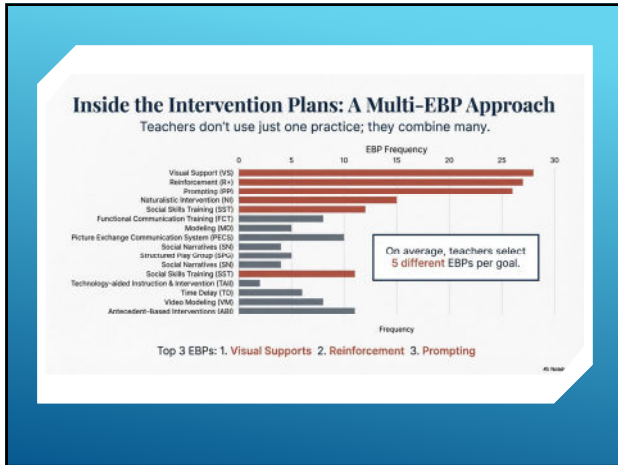 Inside the Intervention Plans: A Multi-EBP Approach
Teachers don't use just one practice; they combine many.
EBP Frequency
0 5 10 15 20 25 30
Visual Support (VS)
Reinforcement (R+)
Prompting (PP)
Naturalistic Intervention (NI)
Social Skills Training (SST)
Functional Communication Training (FCT)
Modeling (MD)
Picture Exchange Communication System (PECS)
Social Narratives (SN)
Structured Play Group (SPG)
Social Narratives (SN)
Social Skills Training (SST)
Technology-aided Instruction & Intervention (TAII)
Time Delay (TD)
Video Modeling (VM)
Antecedent-Based Interventions (ABI)
On average, teachers select
5 different EBPs per goal.
Frequency
Top 3 EBPs: 1. Visual Supports 2. Reinforcement 3. Prompting